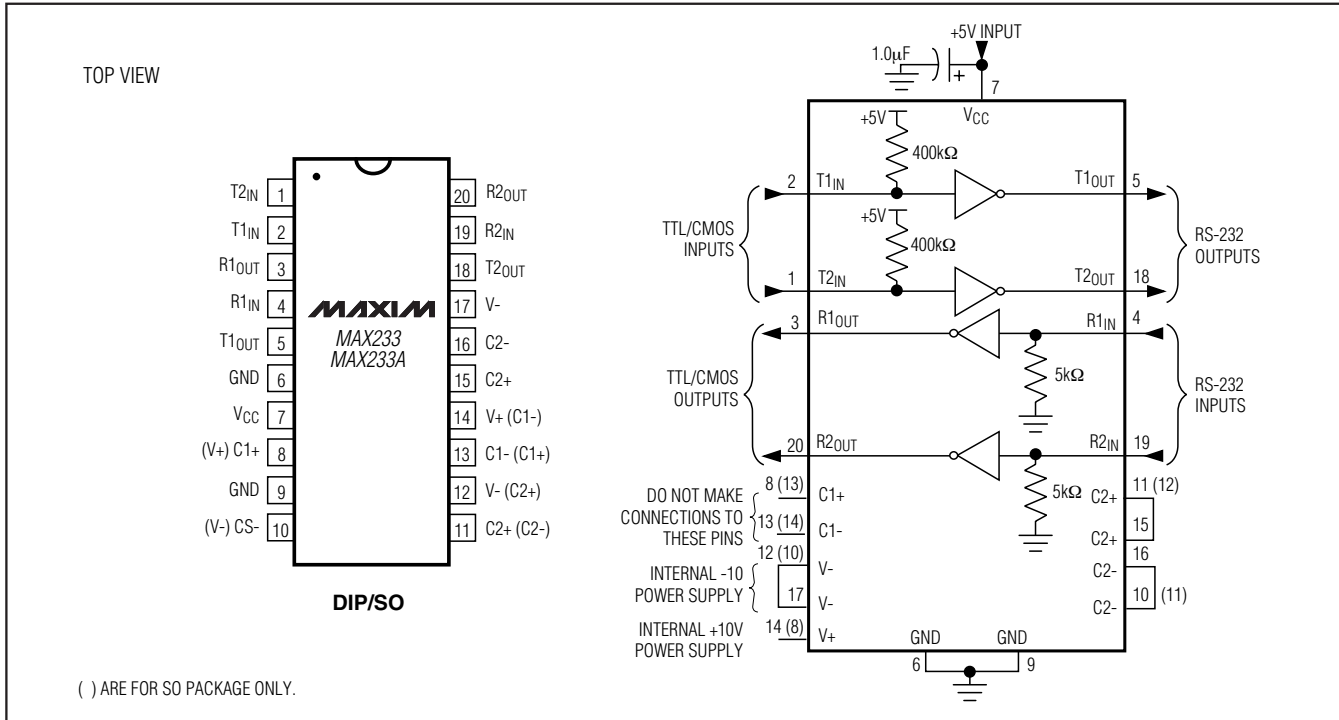 TOP VIEW
T2IN 1
T1IN 2
R1OUT 3
R1IN 4
T1OUT 5
GND 6
VCC 7
(V+) C1+ 8
GND 9
(V-) CS- 10
20 R2OUT
19 R2IN
18 T2OUT
17 V-
16 C2-
15 C2+
14 V+ (C1-)
13 C1- (C1+)
12 V- (C2+)
11 C2+ (C2-)
MAXIM
MAX233
MAX233A
DIP/SO
( ) ARE FOR SO PACKAGE ONLY.
+5V INPUT
1.0µF
+
7
VCC
+5V
400kΩ
2 T1IN
T1OUT 5
+5V
400kΩ
TTL/CMOS
INPUTS
RS-232
OUTPUTS
1 T2IN
T2OUT 18
3 R1OUT
R1IN 4
5kΩ
TTL/CMOS
OUTPUTS
RS-232
INPUTS
20 R2OUT
R2IN 19
5kΩ
DO NOT MAKE
CONNECTIONS TO
THESE PINS
8 (13) C1+
13 (14) C1-
INTERNAL -10
POWER SUPPLY
12 (10) V-
17 V-
INTERNAL +10V
POWER SUPPLY
14 (8) V+
C2+ 11 (12)
C2+ 15
C2- 16
C2- 10 (11)
GND GND
6 9